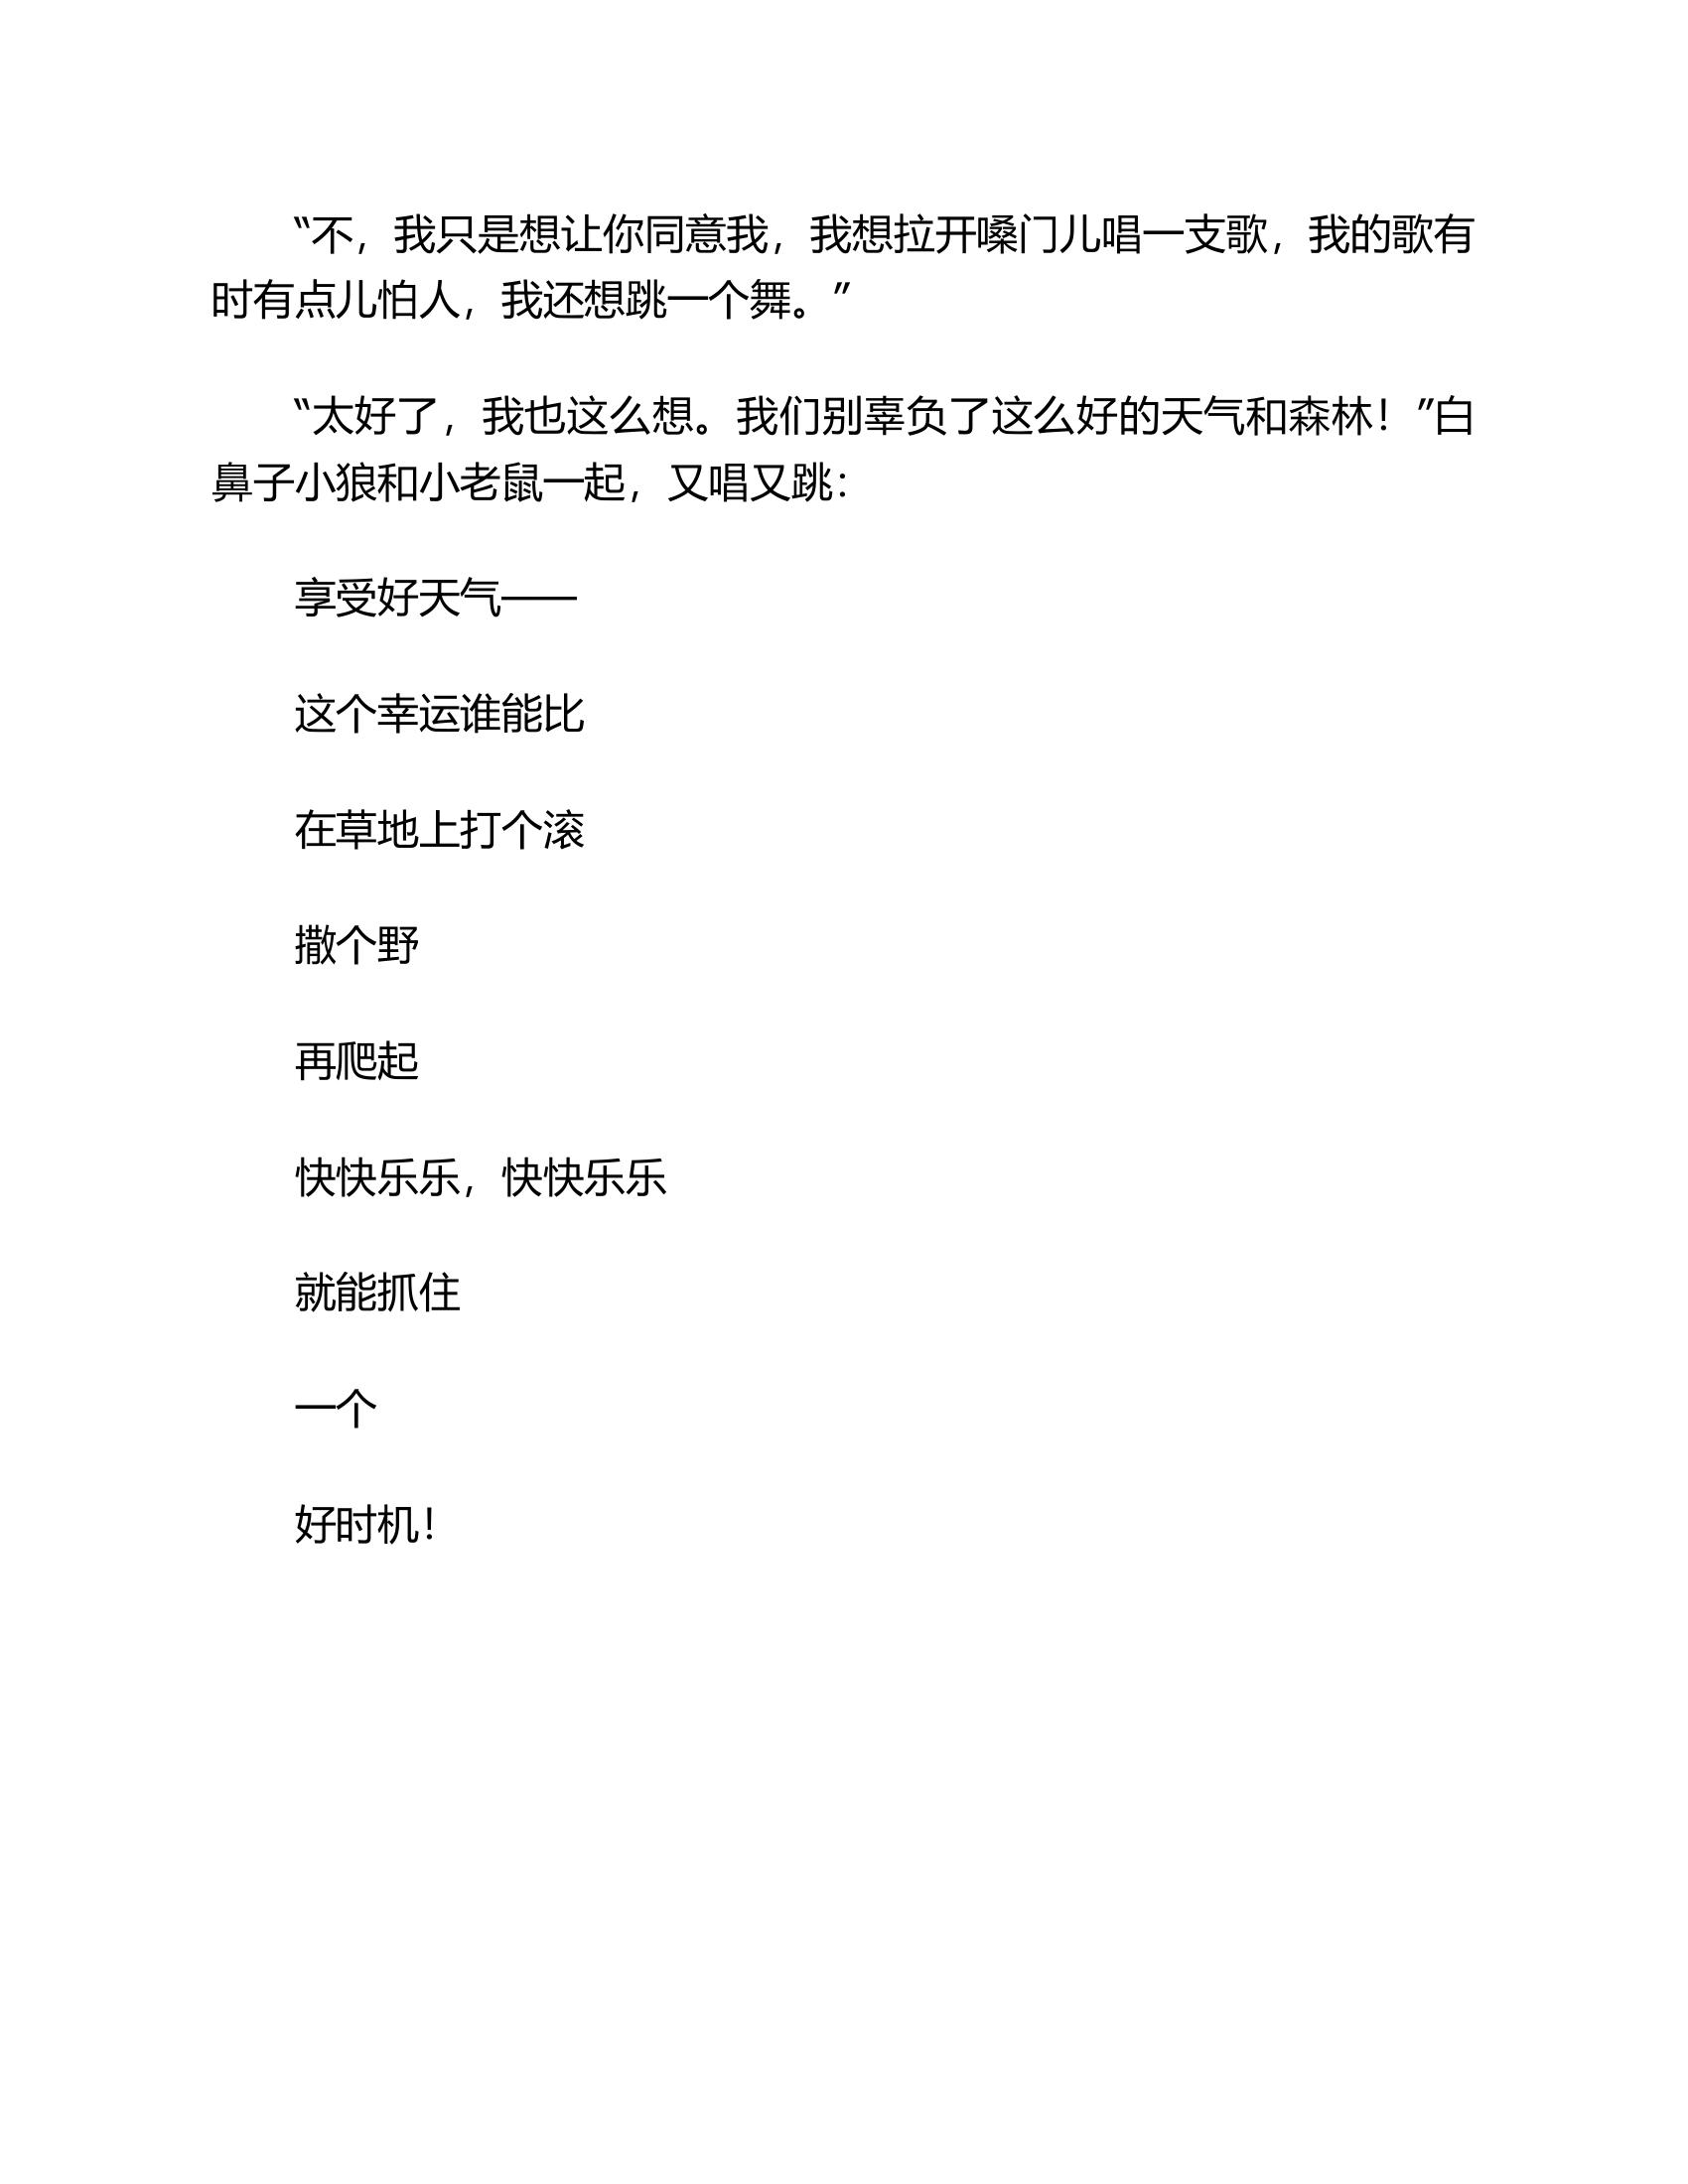 “不，我只是想让你同意我，我想拉开嗓门儿唱一支歌，我的歌有
时有点儿怕人，我还想跳一个舞。”
“太好了，我也这么想。我们别辜负了这么好的天气和森林！”白
鼻子小狼和小老鼠一起，又唱又跳：
享受好天气——
这个幸运谁能比
在草地上打个滚
撒个野
再爬起
快快乐乐，快快乐乐
就能抓住
一个
好时机！